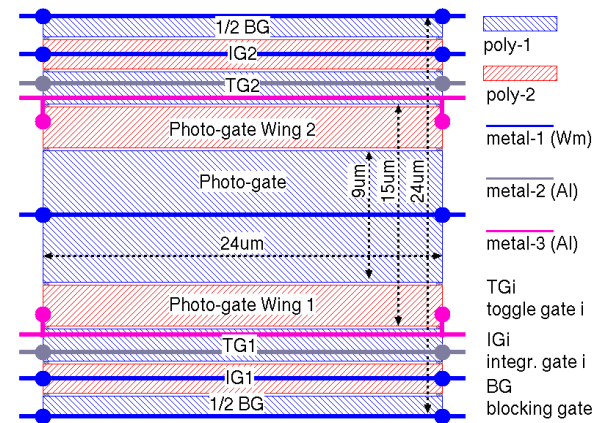 1/2 BG
IG2
TG2
Photo-gate Wing 2
Photo-gate
9um
15um
24um
24um
Photo-gate Wing 1
TG1
IG1
1/2 BG
poly-1
poly-2
metal-1 (Wm)
metal-2 (Al)
metal-3 (Al)
TGi
toggle gate i
IGi
integr. gate i
BG
blocking gate